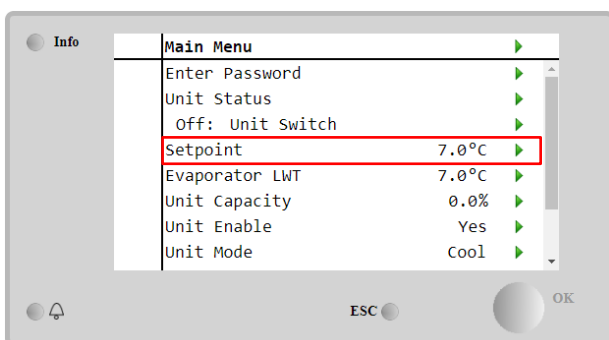 Info
Main Menu
Enter Password
Unit Status
Off: Unit Switch
Setpoint 7.0°C
Evaporator LWT 7.0°C
Unit Capacity 0.0%
Unit Enable Yes
Unit Mode Cool
ESC
OK